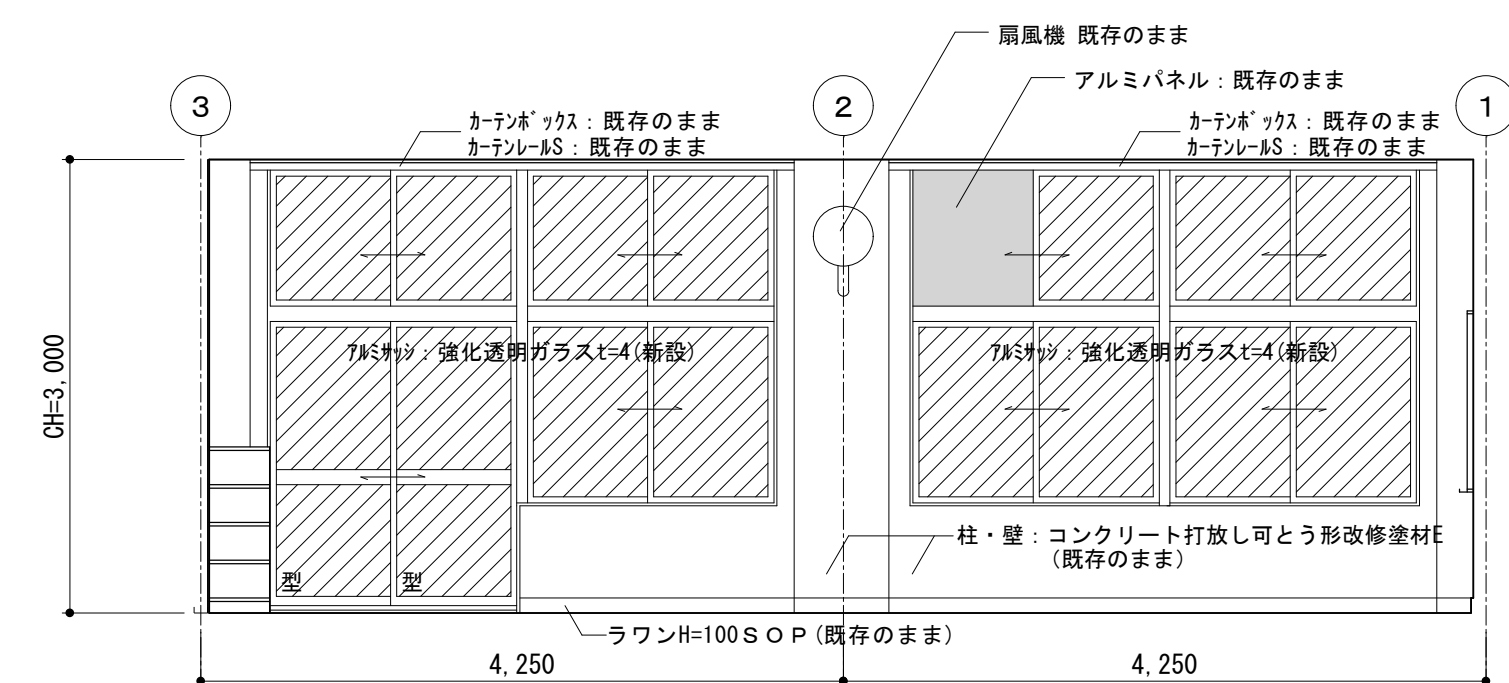 扇風機 既存のまま
アルミパネル：既存のまま
3
2
1
ｶｰﾃﾝﾎﾞｯｸｽ：既存のまま
ｶｰﾃﾝﾚｰﾙS：既存のまま
ｶｰﾃﾝﾎﾞｯｸｽ：既存のまま
ｶｰﾃﾝﾚｰﾙS：既存のまま
CH=3,000
ｱﾙﾐｻｯｼ：強化透明ガラスt=4(新設)
ｱﾙﾐｻｯｼ：強化透明ガラスt=4(新設)
柱・壁：コンクリート打放し可とう形改修塗材E
(既存のまま)
型
型
ラワンH=100ＳＯＰ(既存のまま)
4,250
4,250